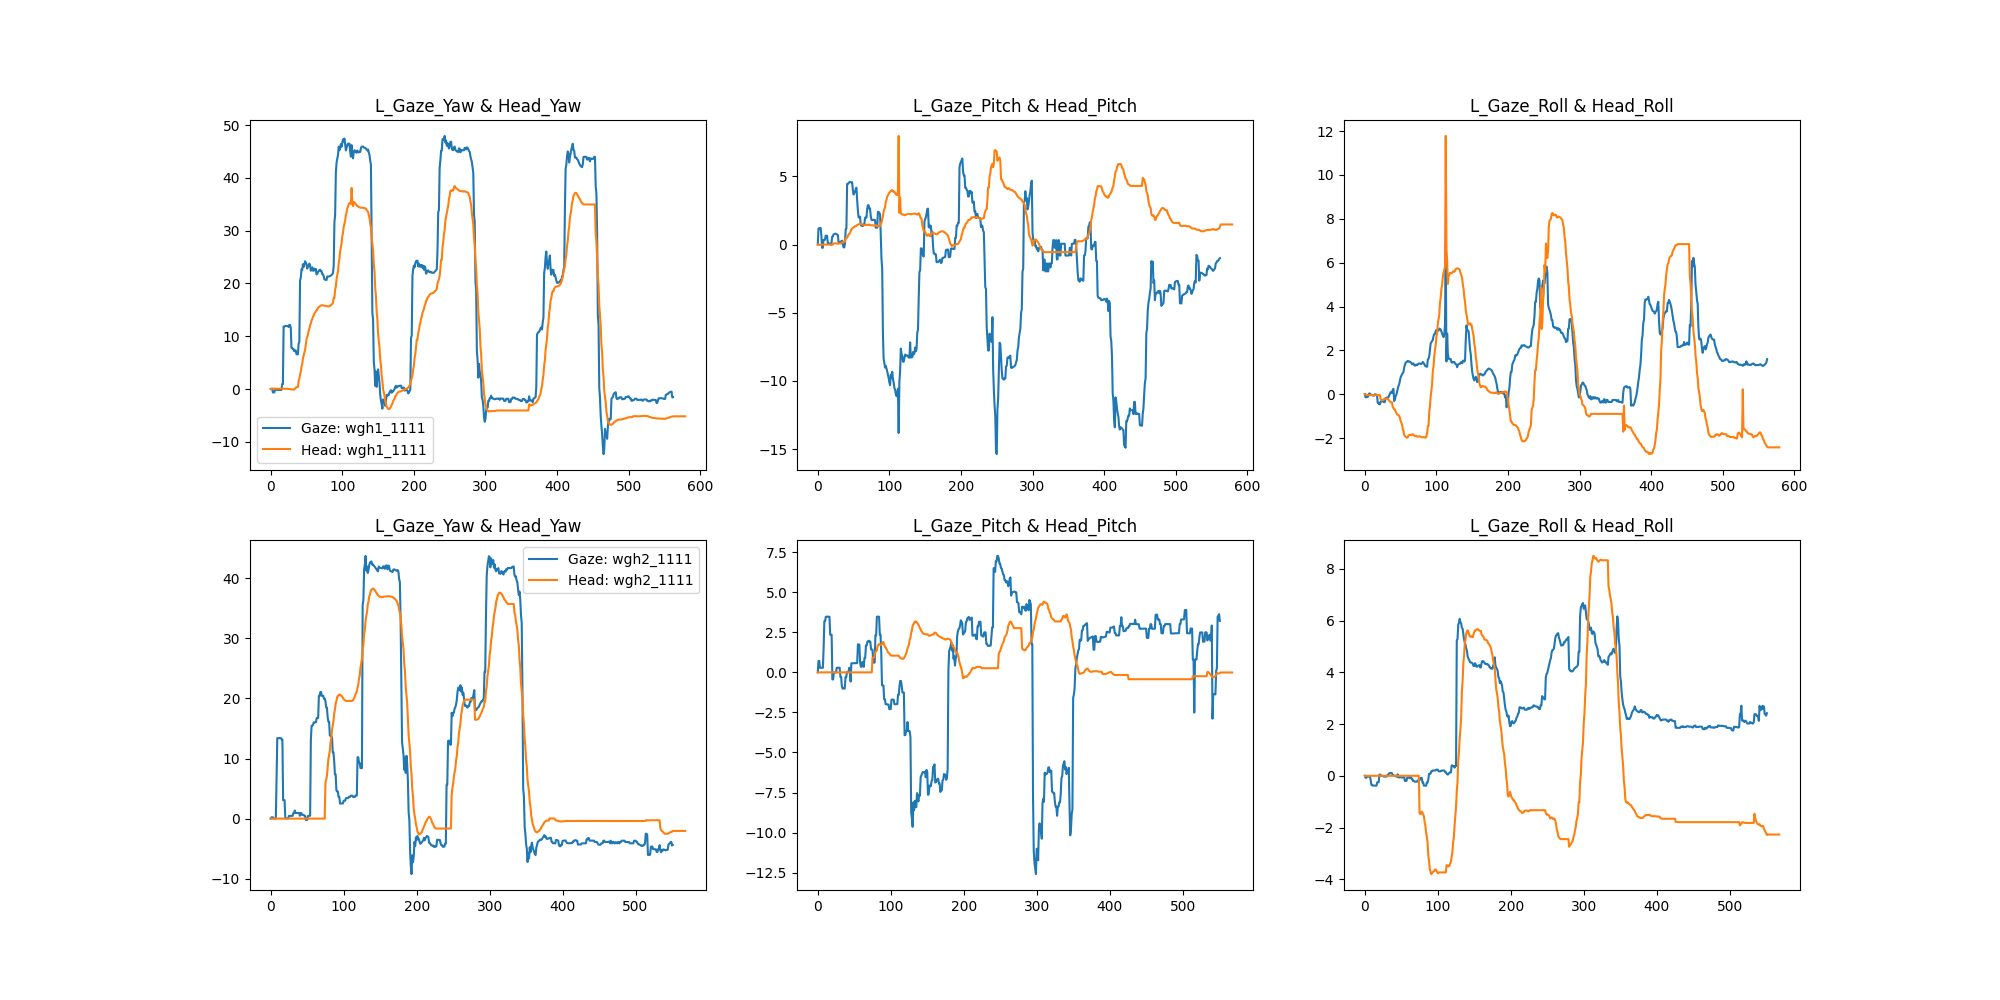 L_Gaze_Yaw & Head_Yaw
50
40
30
20
10
0
−10
0 100 200 300 400 500 600
Gaze: wgh1_1111
Head: wgh1_1111
L_Gaze_Pitch & Head_Pitch
5
0
−5
−10
−15
0 100 200 300 400 500 600
L_Gaze_Roll & Head_Roll
12
10
8
6
4
2
0
−2
0 100 200 300 400 500 600
L_Gaze_Yaw & Head_Yaw
40
30
20
10
0
−10
0 100 200 300 400 500
Gaze: wgh2_1111
Head: wgh2_1111
L_Gaze_Pitch & Head_Pitch
7.5
5.0
2.5
0.0
−2.5
−5.0
−7.5
−10.0
−12.5
0 100 200 300 400 500
L_Gaze_Roll & Head_Roll
8
6
4
2
0
−2
−4
0 100 200 300 400 500